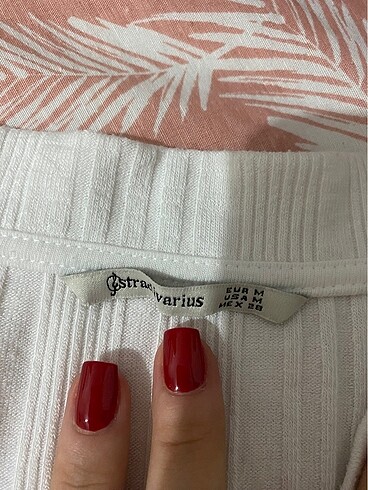 stradivarius
EUR M
USA M
MEX 28